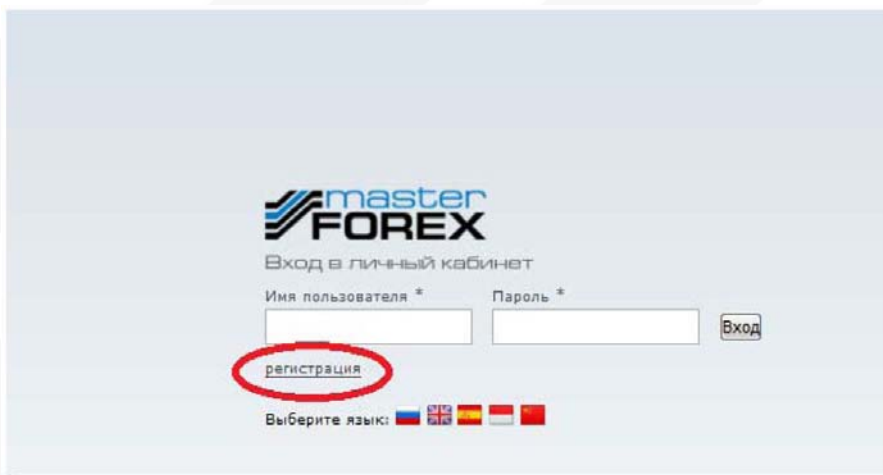 master
FOREX
Вход в личный кабинет
Имя пользователя * Пароль *
Вход
регистрация
Выберите язык: